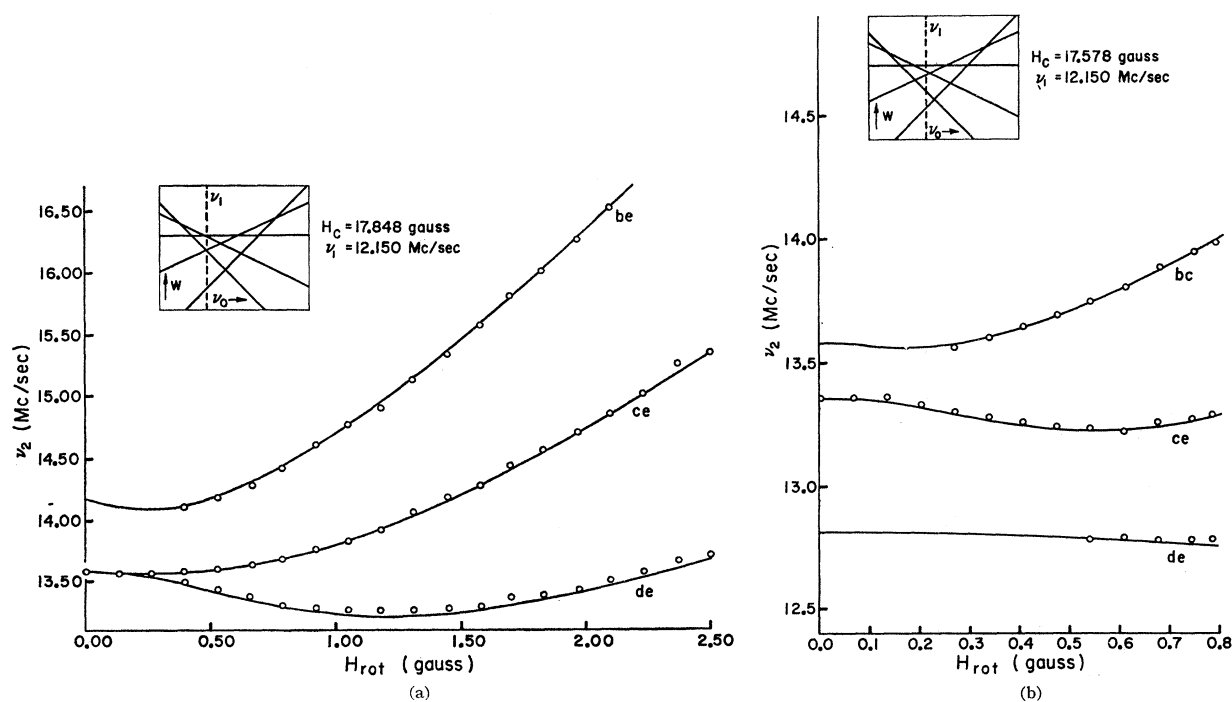 ν₁
H_C = 17.848 gauss
ν₁ = 12.150 Mc/sec
W
ν₀ →
16.50
16.00
15.50
15.00
14.50
14.00
13.50
ν₂ (Mc/sec)
be
ce
de
0.00 0.50 1.00 1.50 2.00 2.50
H_rot (gauss)
(a)
ν₁
H_C = 17.578 gauss
ν₁ = 12.150 Mc/sec
W
ν₀ →
14.5
14.0
13.5
13.0
12.5
ν₂ (Mc/sec)
bc
ce
de
0.0 0.1 0.2 0.3 0.4 0.5 0.6 0.7 0.8
H_rot (gauss)
(b)